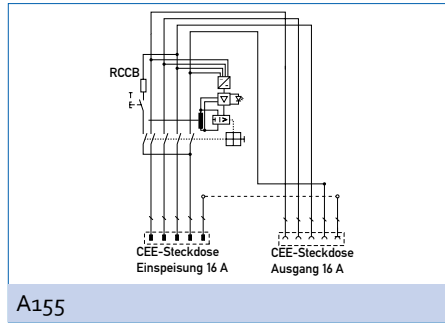 RCCB
T
CEE-Steckdose
Einspeisung 16 A
CEE-Steckdose
Ausgang 16 A
A155